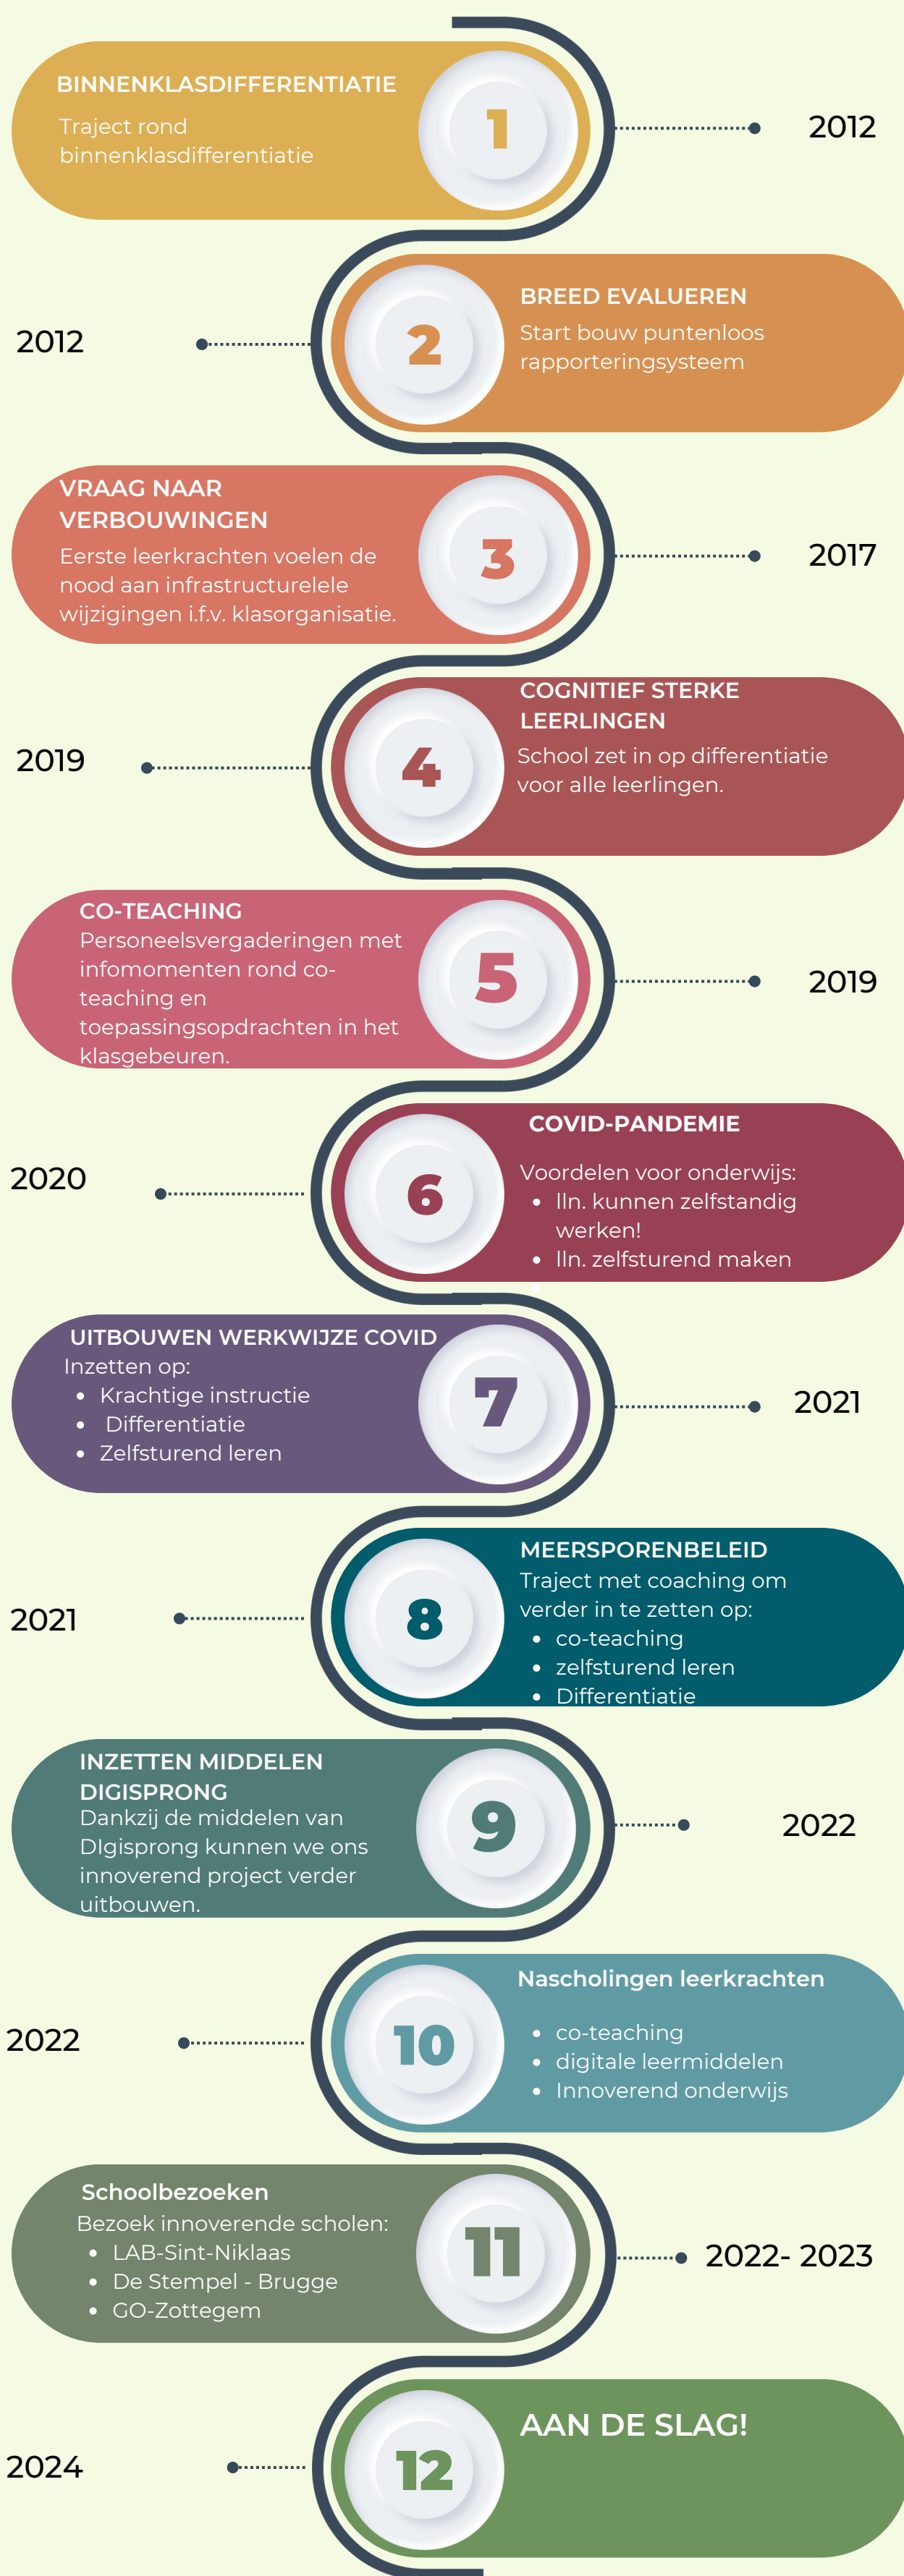 BINNENKLASDIFFERENTIATIE
Traject rond
binnenklasdifferentiatie
1
2012
2012
2
BREED EVALUEREN
Start bouw puntenloos
rapporteringsysteem
VRAAG NAAR
VERBOUWINGEN
Eerste leerkrachten voelen de
nood aan infrastructurelele
wijzigingen i.f.v. klasorganisatie.
3
2017
2019
4
COGNITIEF STERKE
LEERLINGEN
School zet in op differentiatie
voor alle leerlingen.
CO-TEACHING
Personeelsvergaderingen met
infomomenten rond co-
teaching en
toepassingsopdrachten in het
klasgebeuren.
5
2019
2020
6
COVID-PANDEMIE
Voordelen voor onderwijs:
• lln. kunnen zelfstandig
werken!
• lln. zelfsturend maken
UITBOUWEN WERKWIJZE COVID
Inzetten op:
• Krachtige instructie
• Differentiatie
• Zelfsturend leren
7
2021
2021
8
MEERSPORENBELEID
Traject met coaching om
verder in te zetten op:
• co-teaching
• zelfsturend leren
• Differentiatie
INZETTEN MIDDELEN
DIGISPRONG
Dankzij de middelen van
DIgisprong kunnen we ons
innoverend project verder
uitbouwen.
9
2022
2022
10
Nascholingen leerkrachten
• co-teaching
• digitale leermiddelen
• Innoverend onderwijs
Schoolbezoeken
Bezoek innoverende scholen:
• LAB-Sint-Niklaas
• De Stempel - Brugge
• GO-Zottegem
11
2022- 2023
2024
12
AAN DE SLAG!